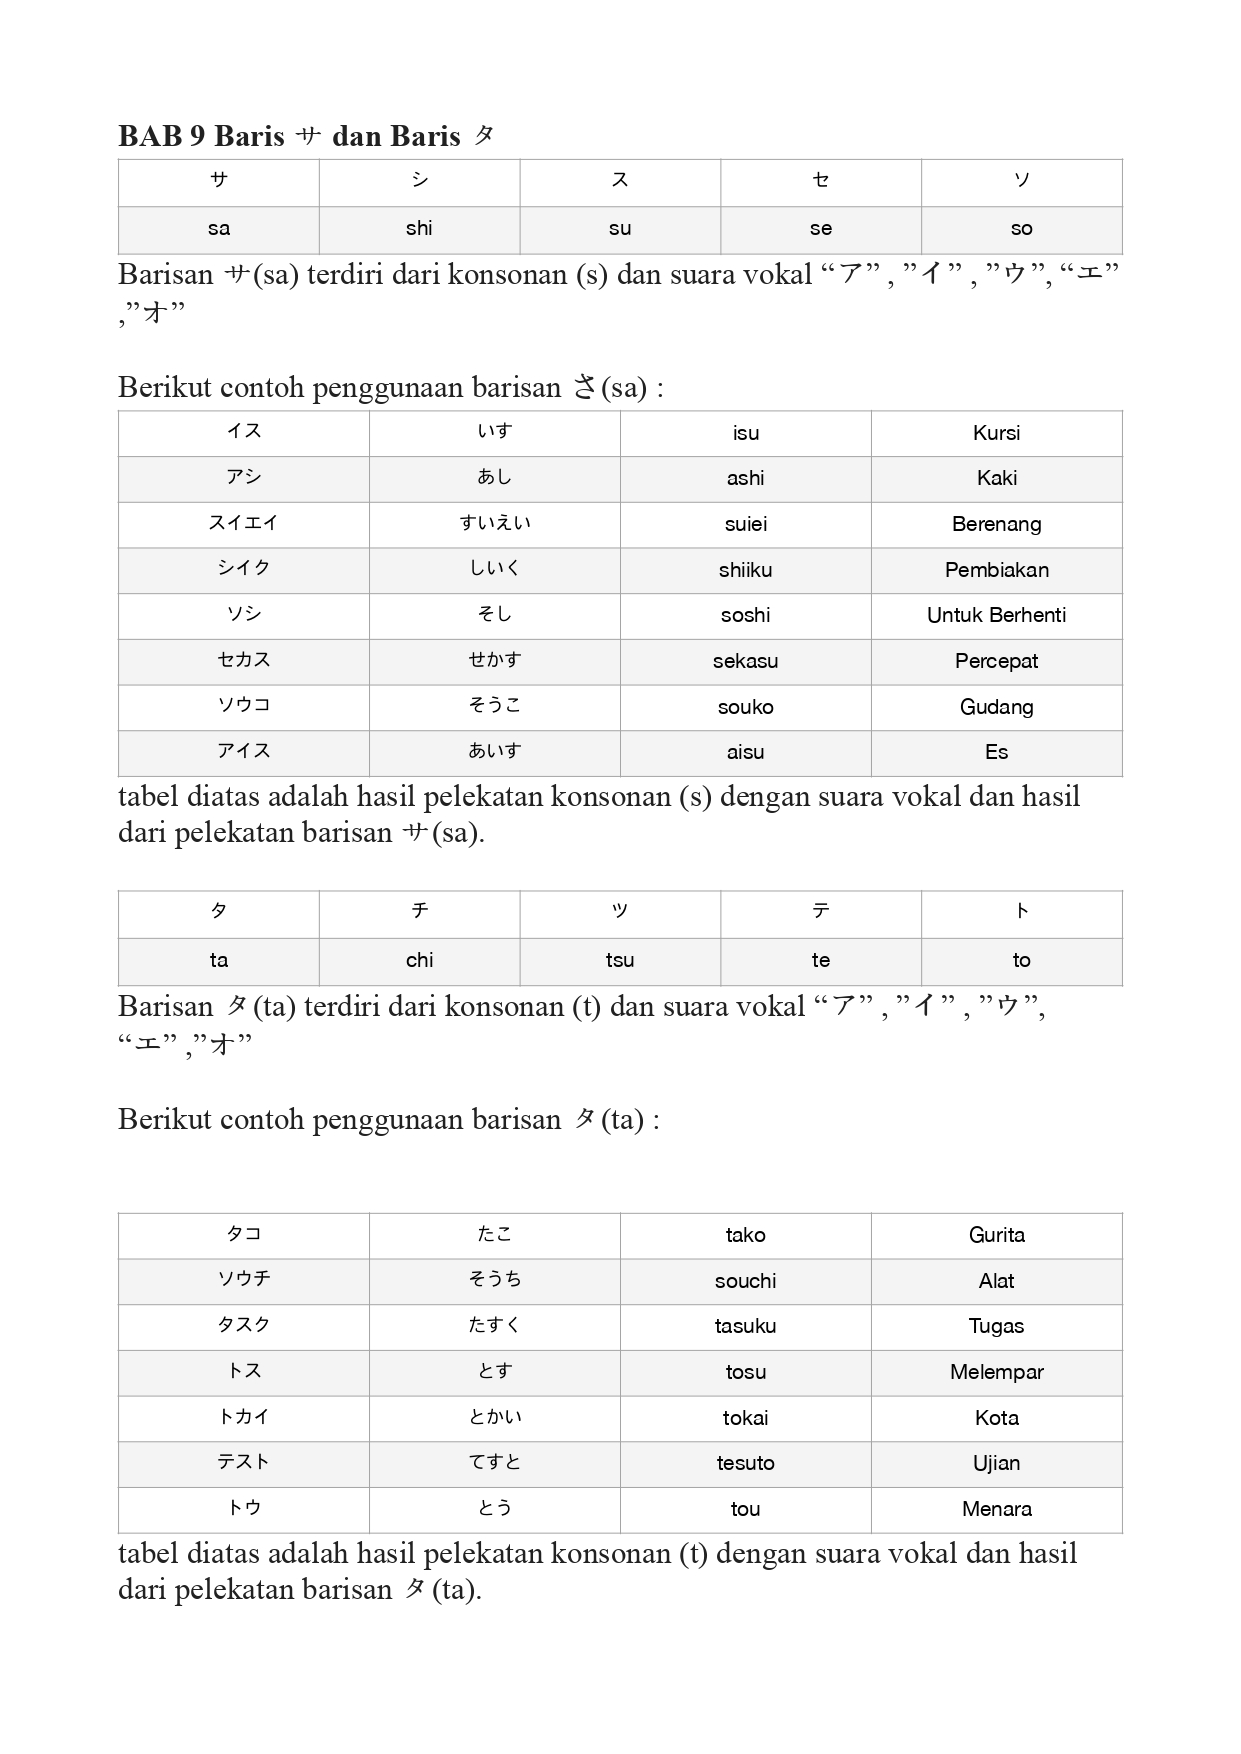 BAB 9 Baris サ dan Baris タ
サ シ ス セ ソ
sa shi su se so
Barisan サ(sa) terdiri dari konsonan (s) dan suara vokal “ア” , ”イ” , ”ウ”, “エ”
,”オ”
Berikut contoh penggunaan barisan さ(sa) :
イス いす isu Kursi
アシ あし ashi Kaki
スイエイ すいえい suiei Berenang
シイク しいく shiiku Pembiakan
ソシ そし soshi Untuk Berhenti
セカス せかす sekasu Percepat
ソウコ そうこ souko Gudang
アイス あいす aisu Es
tabel diatas adalah hasil pelekatan konsonan (s) dengan suara vokal dan hasil
dari pelekatan barisan サ(sa).
タ チ ツ テ ト
ta chi tsu te to
Barisan タ(ta) terdiri dari konsonan (t) dan suara vokal “ア” , ”イ” , ”ウ”,
“エ” ,”オ”
Berikut contoh penggunaan barisan タ(ta) :
タコ たこ tako Gurita
ソウチ そうち souchi Alat
タスク たすく tasuku Tugas
トス とす tosu Melempar
トカイ とかい tokai Kota
テスト てすと tesuto Ujian
トウ とう tou Menara
tabel diatas adalah hasil pelekatan konsonan (t) dengan suara vokal dan hasil
dari pelekatan barisan タ(ta).